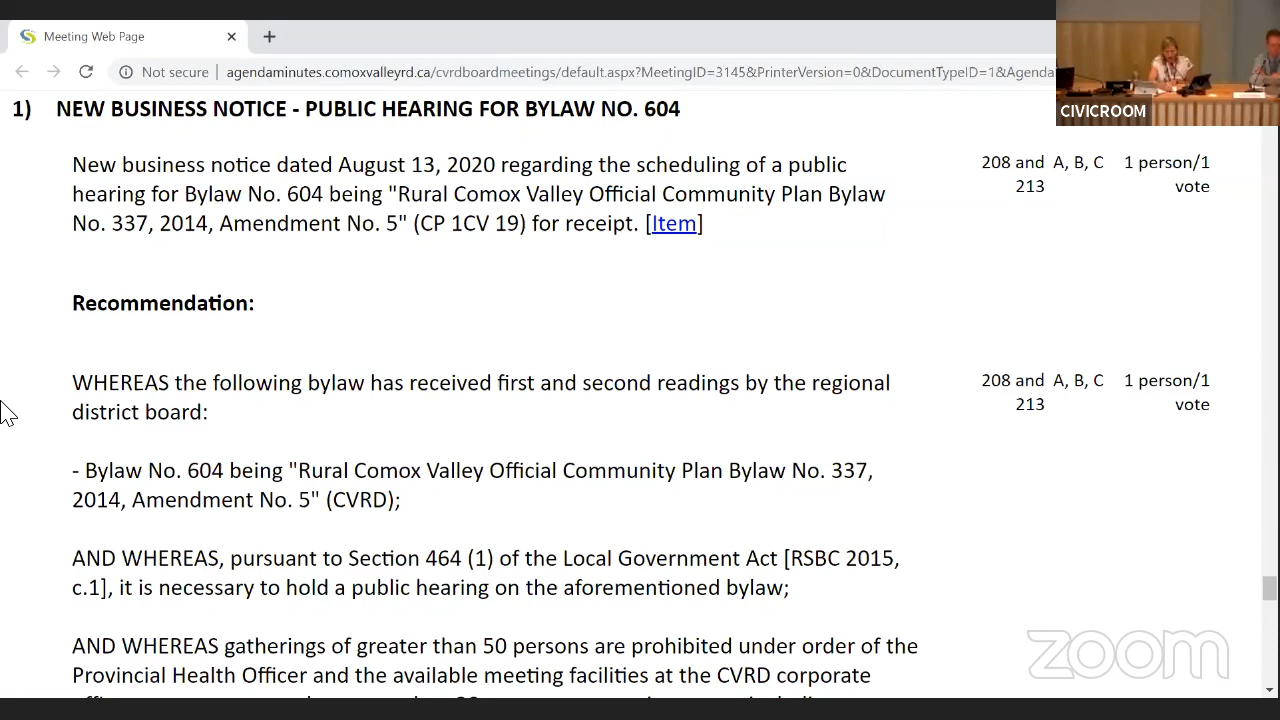 Meeting Web Page
Not secure
agendaminutes.comoxvalleyrd.ca/cvrdboardmeetings/default.aspx?MeetingID=3145&PrinterVersion=0&DocumentTypeID=1&Agenda
CIVICROOM
1) NEW BUSINESS NOTICE - PUBLIC HEARING FOR BYLAW NO. 604
New business notice dated August 13, 2020 regarding the scheduling of a public
hearing for Bylaw No. 604 being "Rural Comox Valley Official Community Plan Bylaw
No. 337, 2014, Amendment No. 5" (CP 1CV 19) for receipt. [Item]
208 and A, B, C 1 person/1
213 vote
Recommendation:
WHEREAS the following bylaw has received first and second readings by the regional
district board:
208 and A, B, C 1 person/1
213 vote
- Bylaw No. 604 being "Rural Comox Valley Official Community Plan Bylaw No. 337,
2014, Amendment No. 5" (CVRD);
AND WHEREAS, pursuant to Section 464 (1) of the Local Government Act [RSBC 2015,
c.1], it is necessary to hold a public hearing on the aforementioned bylaw;
AND WHEREAS gatherings of greater than 50 persons are prohibited under order of the
Provincial Health Officer and the available meeting facilities at the CVRD corporate
zoom